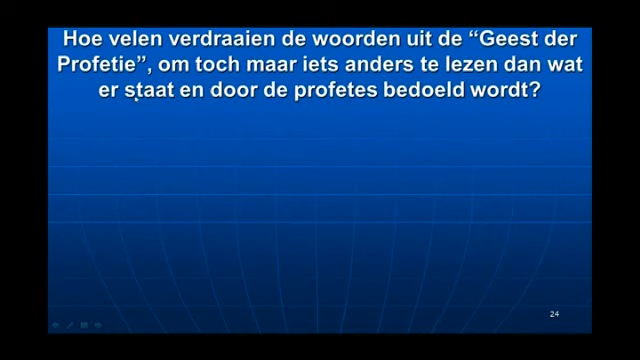 Hoe velen verdraaien de woorden uit de “Geest der
Profetie”, om toch maar iets anders te lezen dan wat
er staat en door de profetes bedoeld wordt?
24